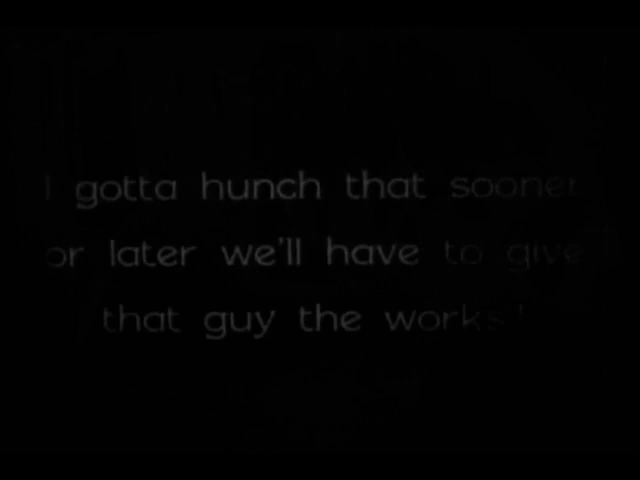 I gotta hunch that sooner
or later we'll have to give
that guy the works!